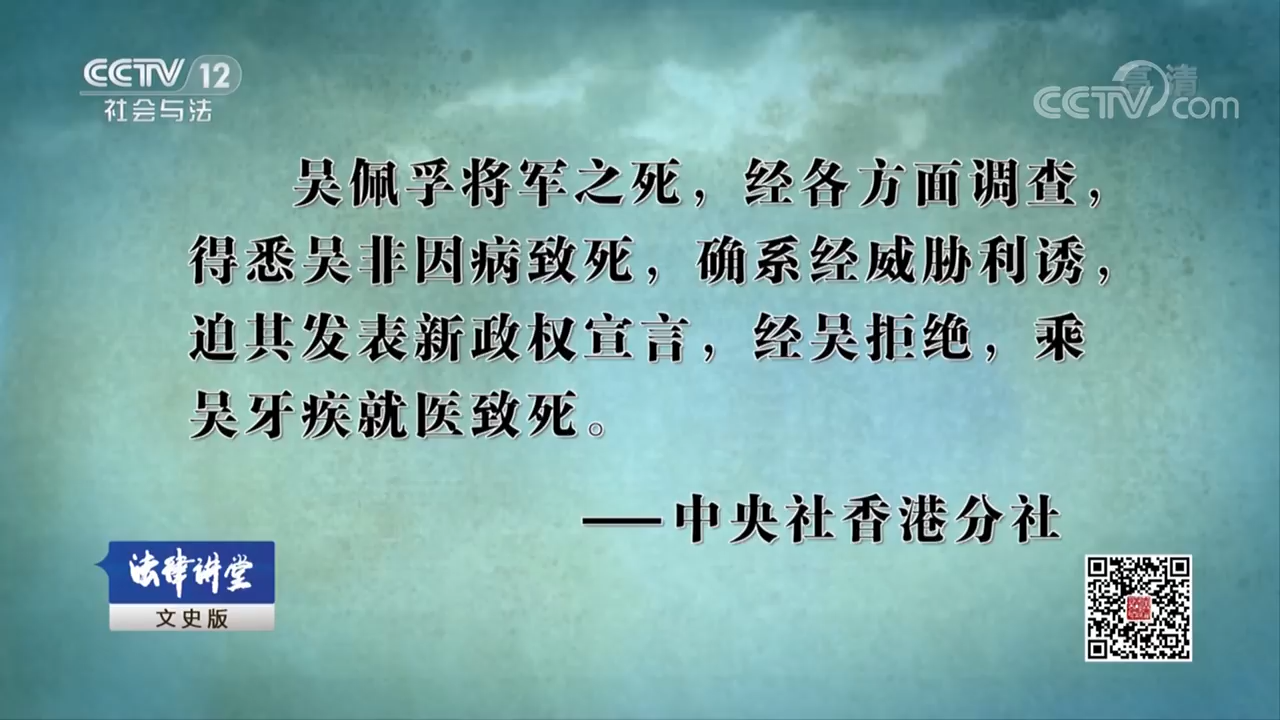 CCTV 12
社会与法
高清
CCTV.com
吴佩孚将军之死，经各方面调查，
得悉吴非因病致死，确系经威胁利诱，
迫其发表新政权宣言，经吴拒绝，乘
吴牙疾就医致死。
——中央社香港分社
法律讲堂
文史版